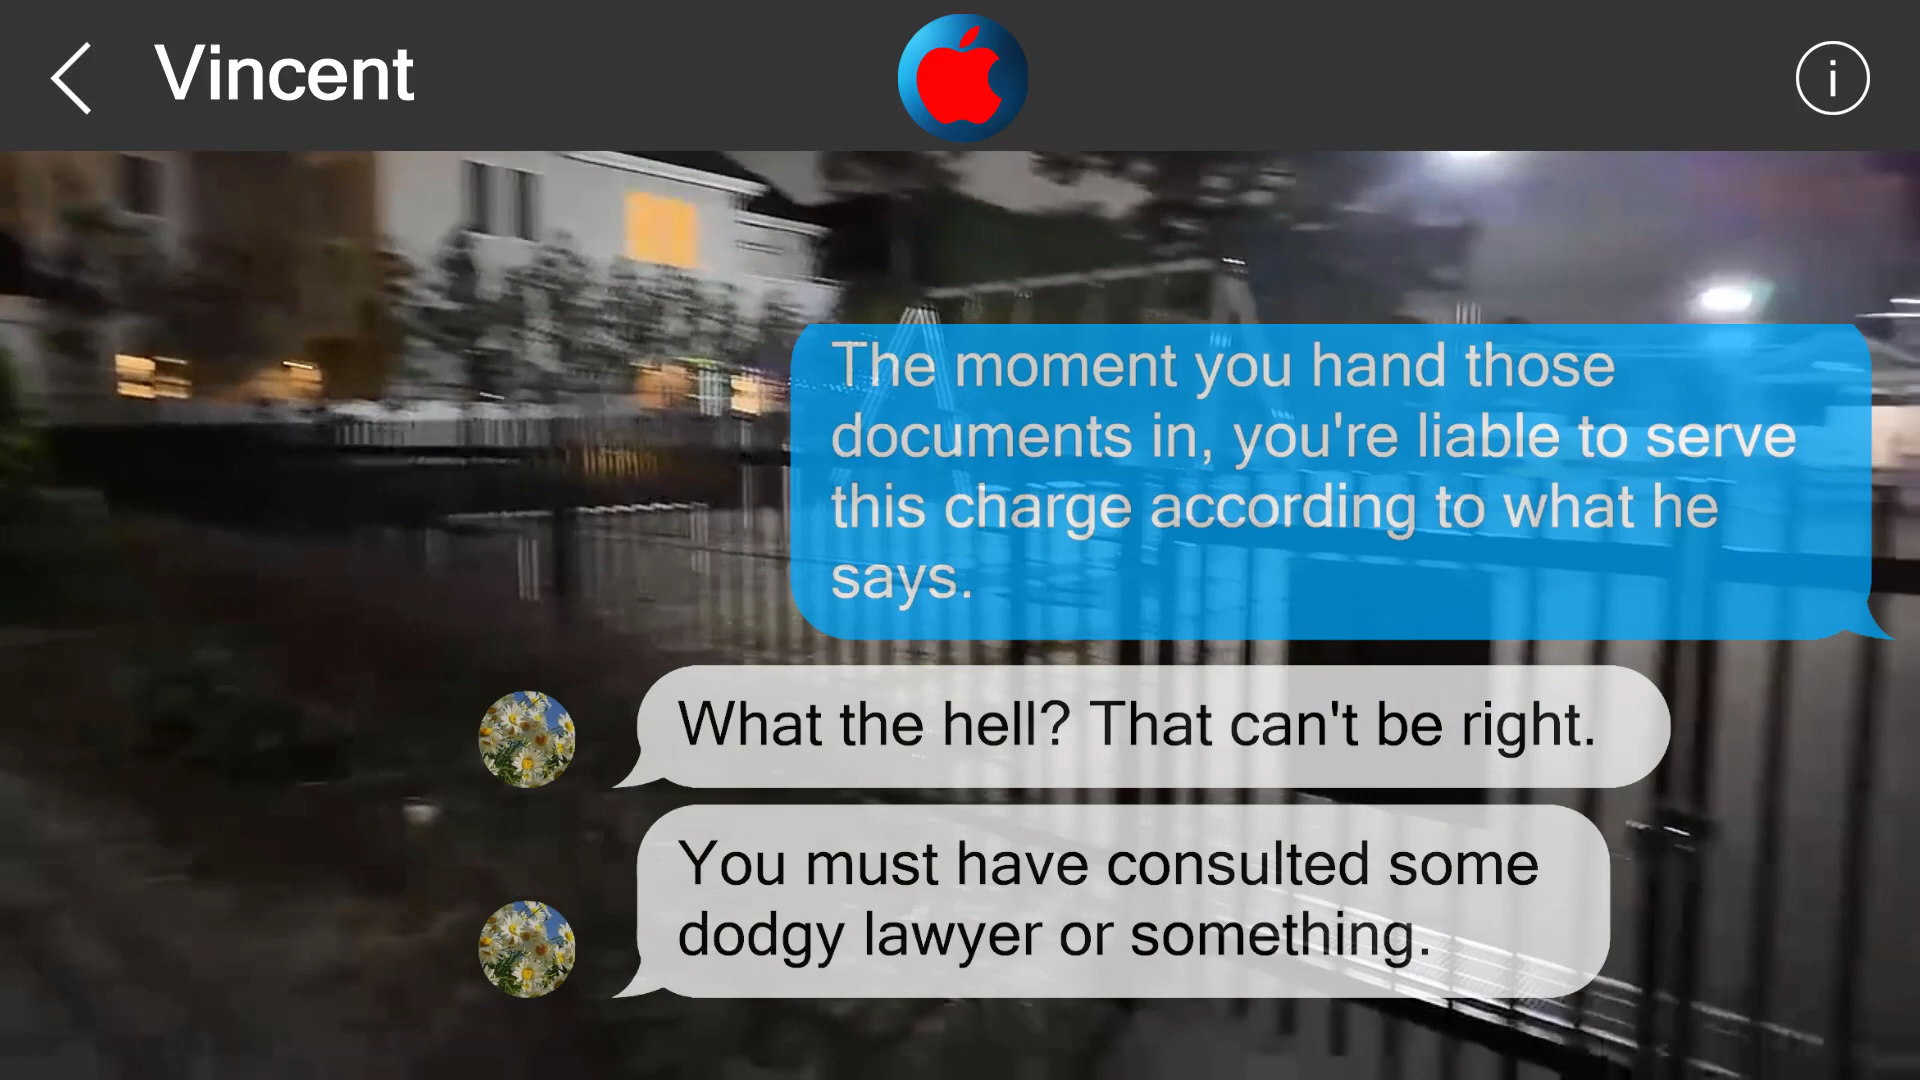 Vincent
i
The moment you hand those
documents in, you're liable to serve
this charge according to what he
says.
What the hell? That can't be right.
You must have consulted some
dodgy lawyer or something.